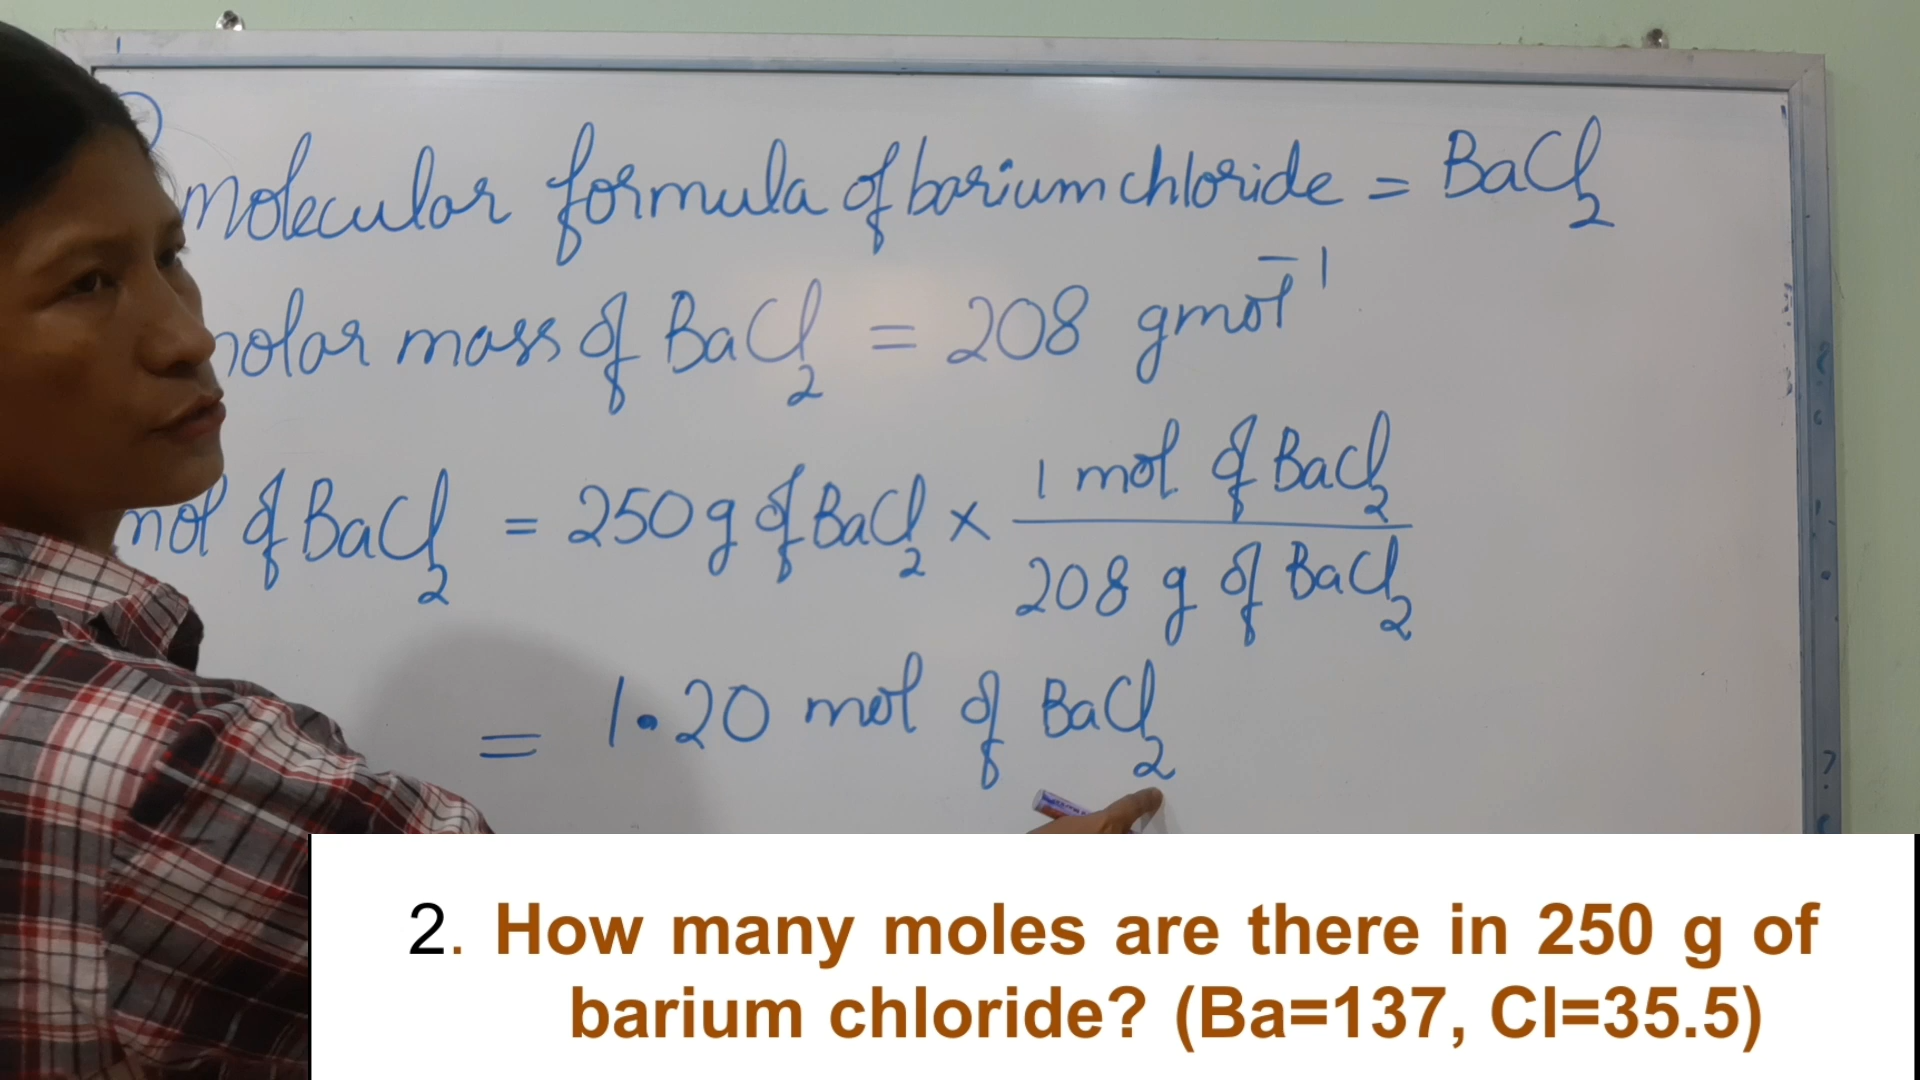 molecular formula of barium chloride = BaCl2
molar mass of BaCl2 = 208 gmol-1
mol of BaCl2 = 250 g of BaCl2 × 1 mol of BaCl2 / 208 g of BaCl2
= 1.20 mol of BaCl2
2. How many moles are there in 250 g of
barium chloride? (Ba=137, Cl=35.5)